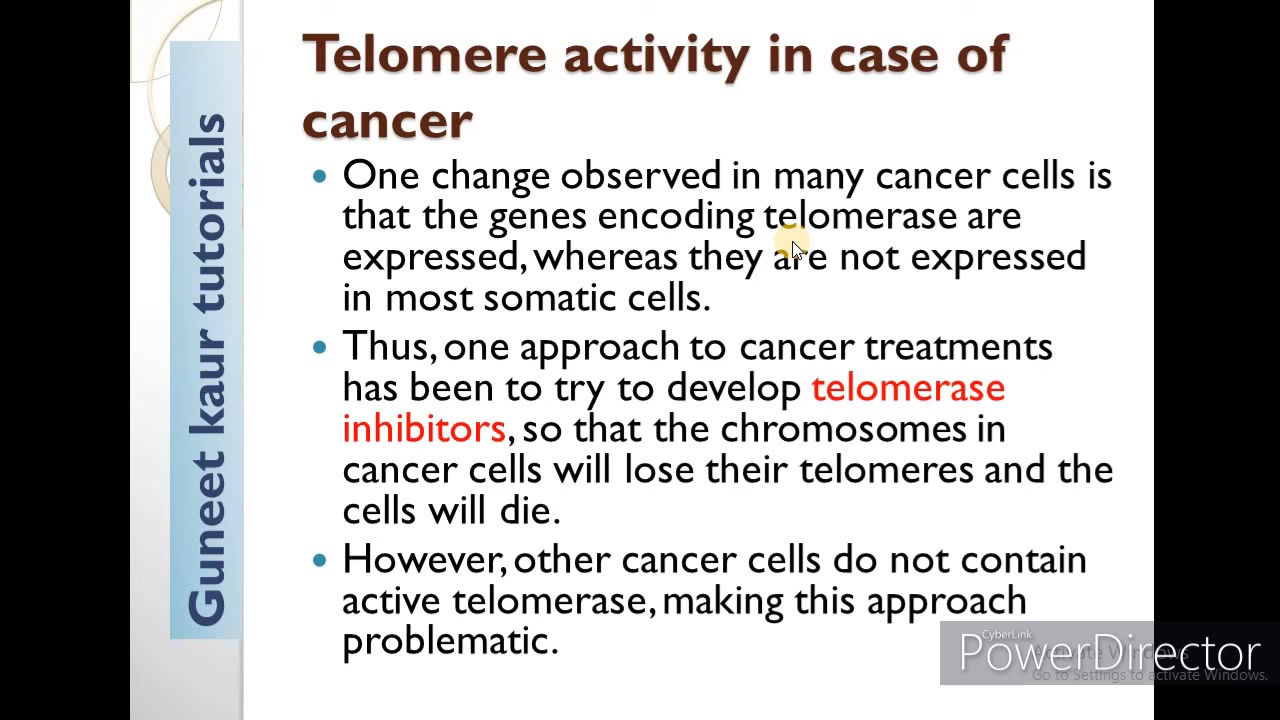 Telomere activity in case of
cancer
• One change observed in many cancer cells is
that the genes encoding telomerase are
expressed, whereas they are not expressed
in most somatic cells.
• Thus, one approach to cancer treatments
has been to try to develop telomerase
inhibitors, so that the chromosomes in
cancer cells will lose their telomeres and the
cells will die.
• However, other cancer cells do not contain
active telomerase, making this approach
problematic.
Guneet kaur tutorials
CyberLink
PowerDirector
Activate Windows
Go to Settings to activate Windows.